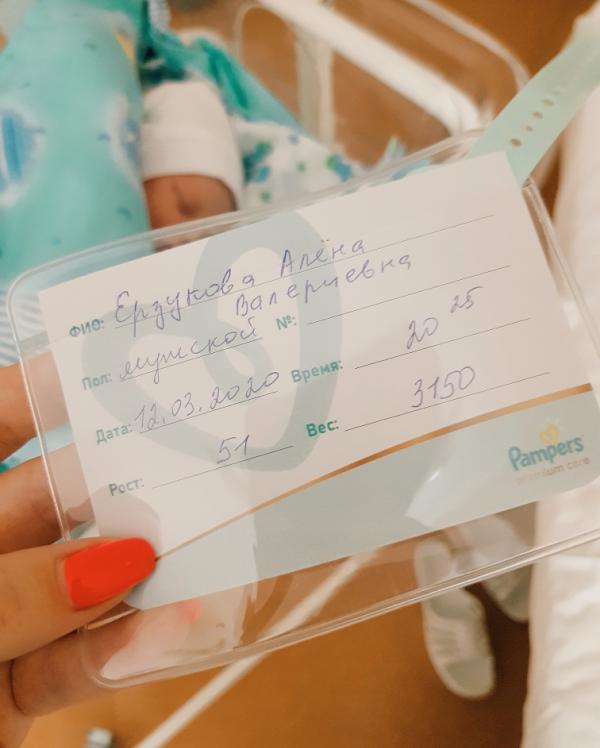 ФИО: Ерзукова Алёна
Валериевна
Пол: мужской №:
Дата: 12.03.2020 Время: 20 25
Рост: 51 Вес: 3150
Pampers
premium care